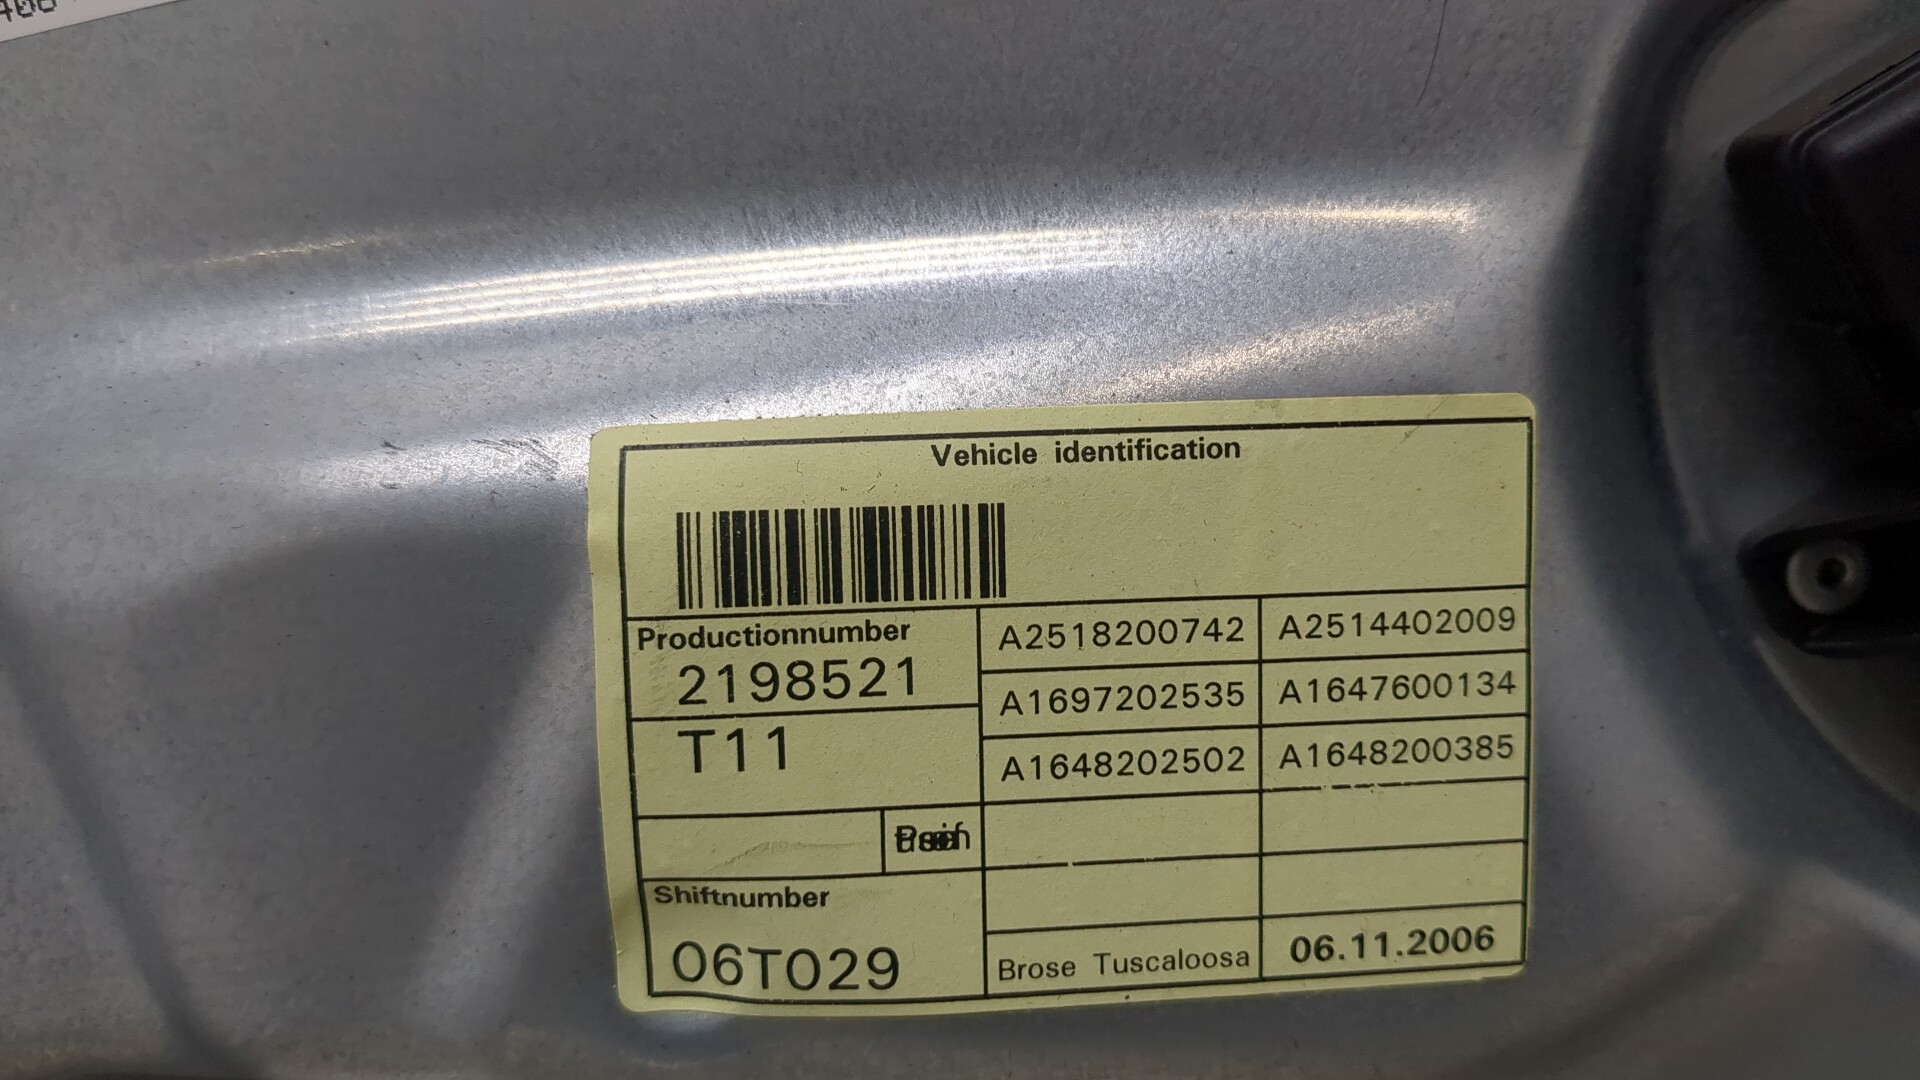 Vehicle identification
Productionnumber
2198521
T11
Shiftnumber
06T029
A2518200742 A2514402009
A1697202535 A1647600134
A1648202502 A1648200385
Brose Tuscaloosa 06.11.2006